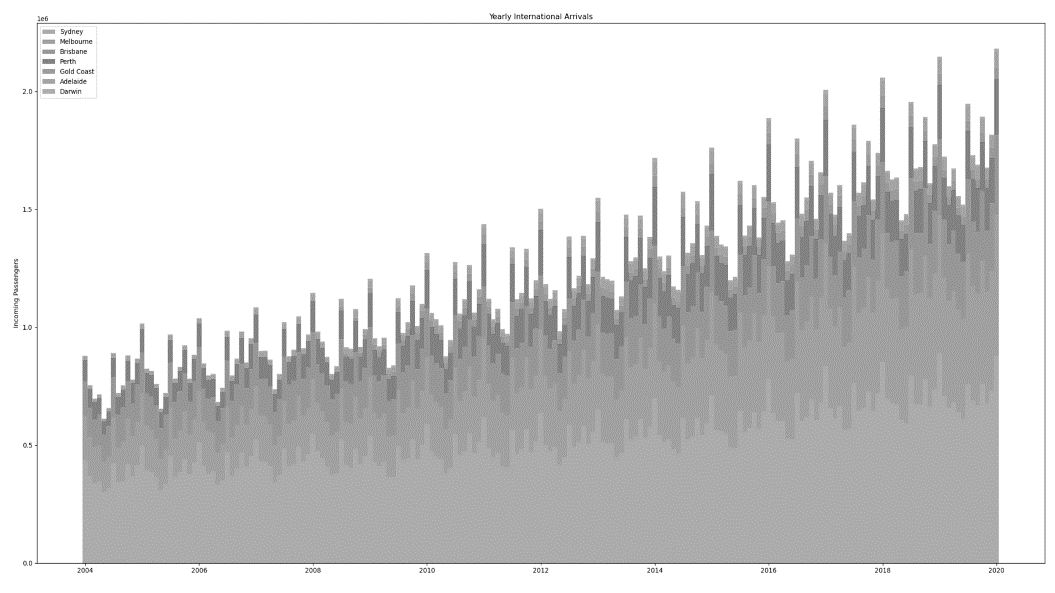 Yearly International Arrivals
1e6
Sydney
Melbourne
Brisbane
Perth
Gold Coast
Adelaide
Darwin
2.0
1.5
1.0
0.5
0.0
Incoming Passengers
2004 2006 2008 2010 2012 2014 2016 2018 2020